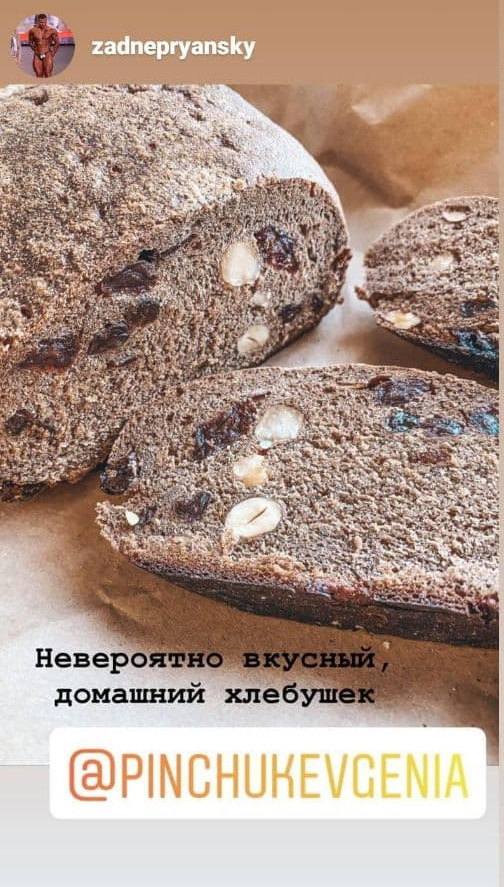 zadnepryansky
Невероятно вкусный,
домашний хлебушек
@PINCHUKEVGENIA